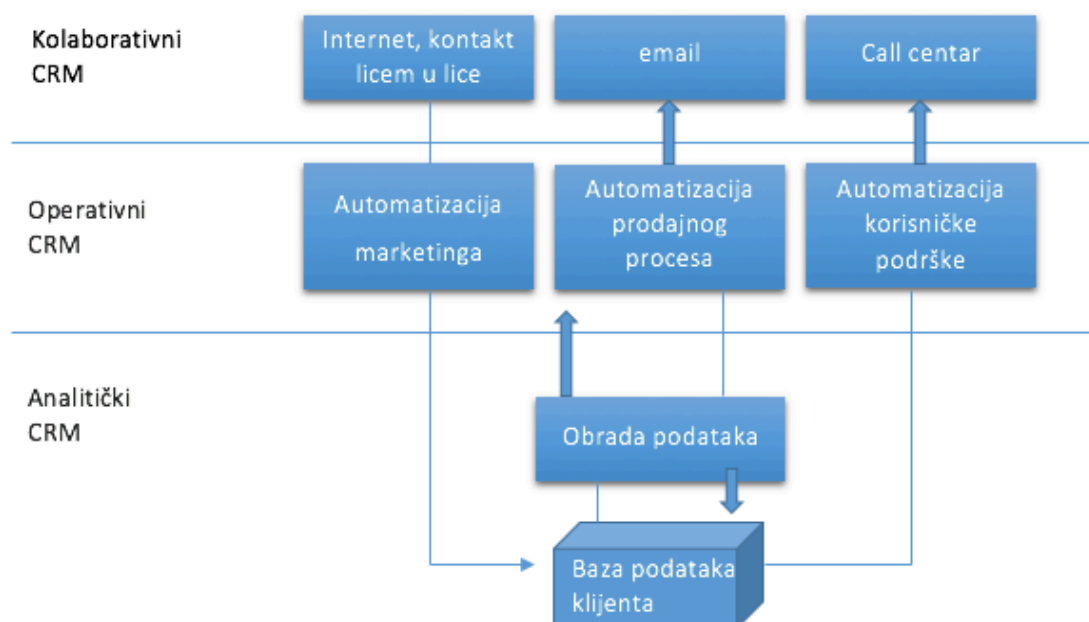 Kolaborativni
CRM
Internet, kontakt
licem u lice
email
Call centar
Operativni
CRM
Automatizacija
marketinga
Automatizacija
prodajnog
procesa
Automatizacija
korisničke
podrške
Analitički
CRM
Obrada podataka
Baza podataka
klijenta